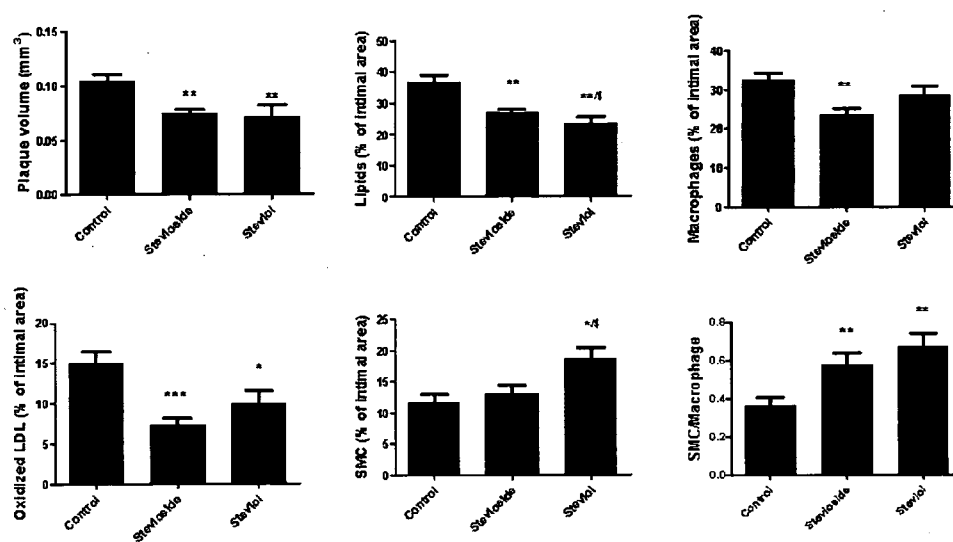 Plaque volume (mm³)
0.15
0.10
0.05
0.00
**
**
Control
Stevioside
Steviol
Lipids (% of intimal area)
50
40
30
20
10
0
**
**/$
Control
Stevioside
Steviol
Macrophages (% of intimal area)
40
30
20
10
0
**
Control
Stevioside
Steviol
Oxidized LDL (% of intimal area)
20
15
10
5
0
***
*
Control
Stevioside
Steviol
SMC (% of intimal area)
25
20
15
10
5
0
*/$
Control
Stevioside
Steviol
SMC/Macrophage
0.8
0.6
0.4
0.2
0.0
**
**
Control
Stevioside
Steviol